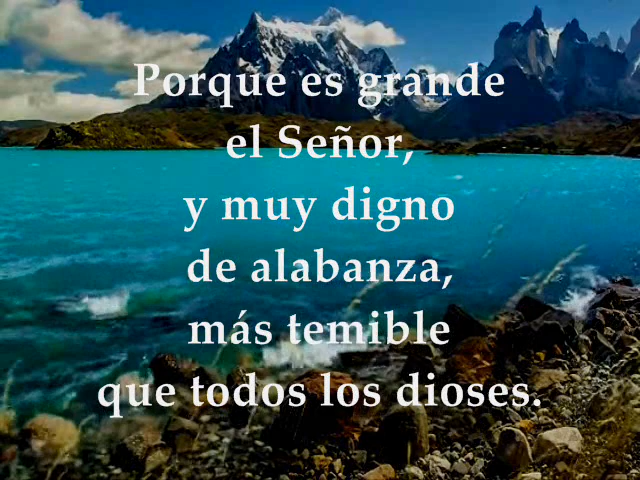 Porque es grande
el Señor,
y muy digno
de alabanza,
más temible
que todos los dioses.